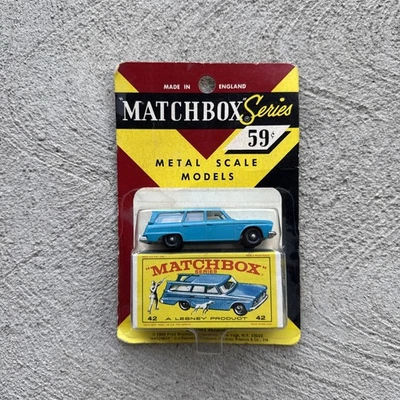 MADE IN ENGLAND
"MATCHBOX" Series
59¢
METAL SCALE
MODELS
"MATCHBOX"
SERIES
42 A LESNEY PRODUCT 42